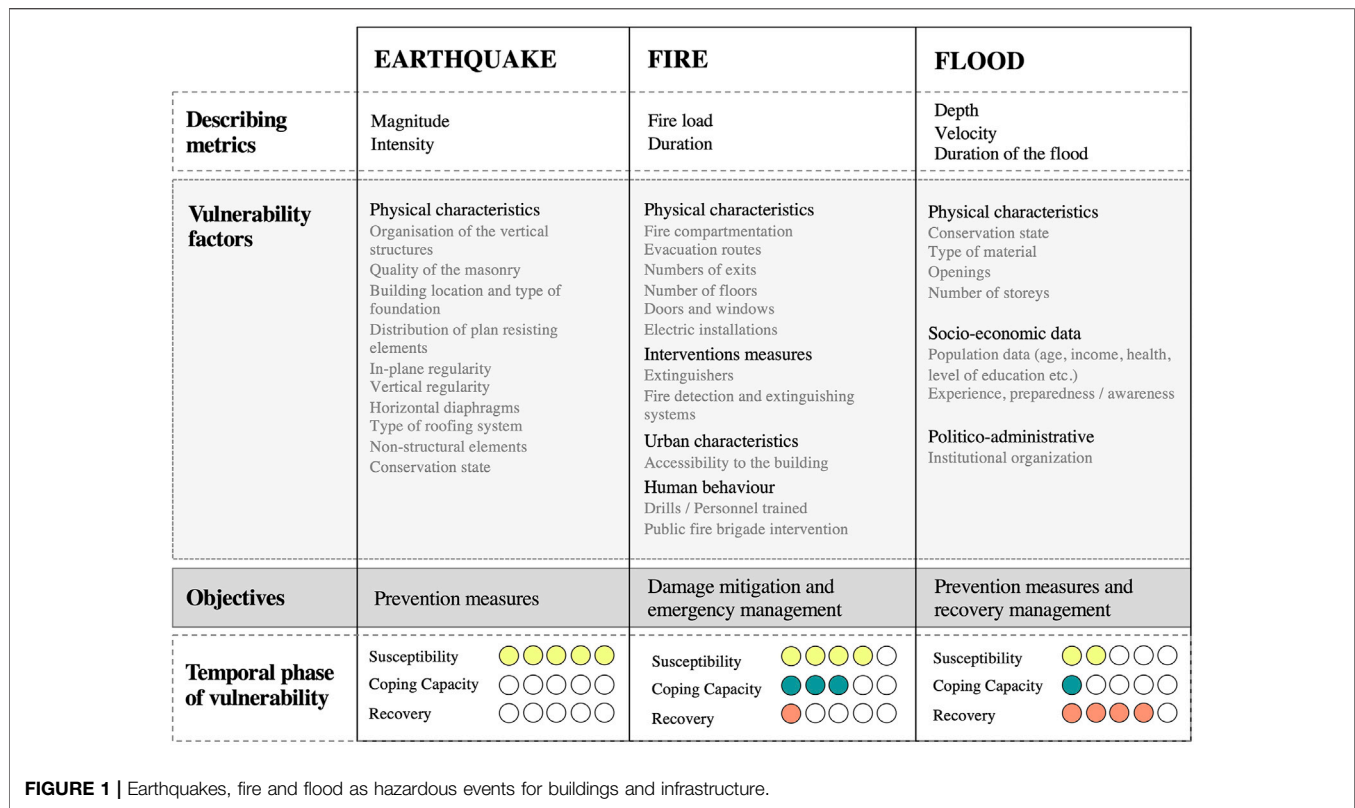 EARTHQUAKE
FIRE
FLOOD
Describing
metrics
Magnitude
Intensity
Fire load
Duration
Depth
Velocity
Duration of the flood
Vulnerability
factors
Physical characteristics
Organisation of the vertical
structures
Quality of the masonry
Building location and type of
foundation
Distribution of plan resisting
elements
In-plane regularity
Vertical regularity
Horizontal diaphragms
Type of roofing system
Non-structural elements
Conservation state
Physical characteristics
Fire compartmentation
Evacuation routes
Numbers of exits
Number of floors
Doors and windows
Electric installations
Interventions measures
Extinguishers
Fire detection and extinguishing
systems
Urban characteristics
Accessibility to the building
Human behaviour
Drills / Personnel trained
Public fire brigade intervention
Physical characteristics
Conservation state
Type of material
Openings
Number of storeys
Socio-economic data
Population data (age, income, health,
level of education etc.)
Experience, preparedness / awareness
Politico-administrative
Institutional organization
Objectives
Prevention measures
Damage mitigation and
emergency management
Prevention measures and
recovery management
Temporal phase
of vulnerability
Susceptibility
Coping Capacity
Recovery
Susceptibility
Coping Capacity
Recovery
Susceptibility
Coping Capacity
Recovery
FIGURE 1 | Earthquakes, fire and flood as hazardous events for buildings and infrastructure.